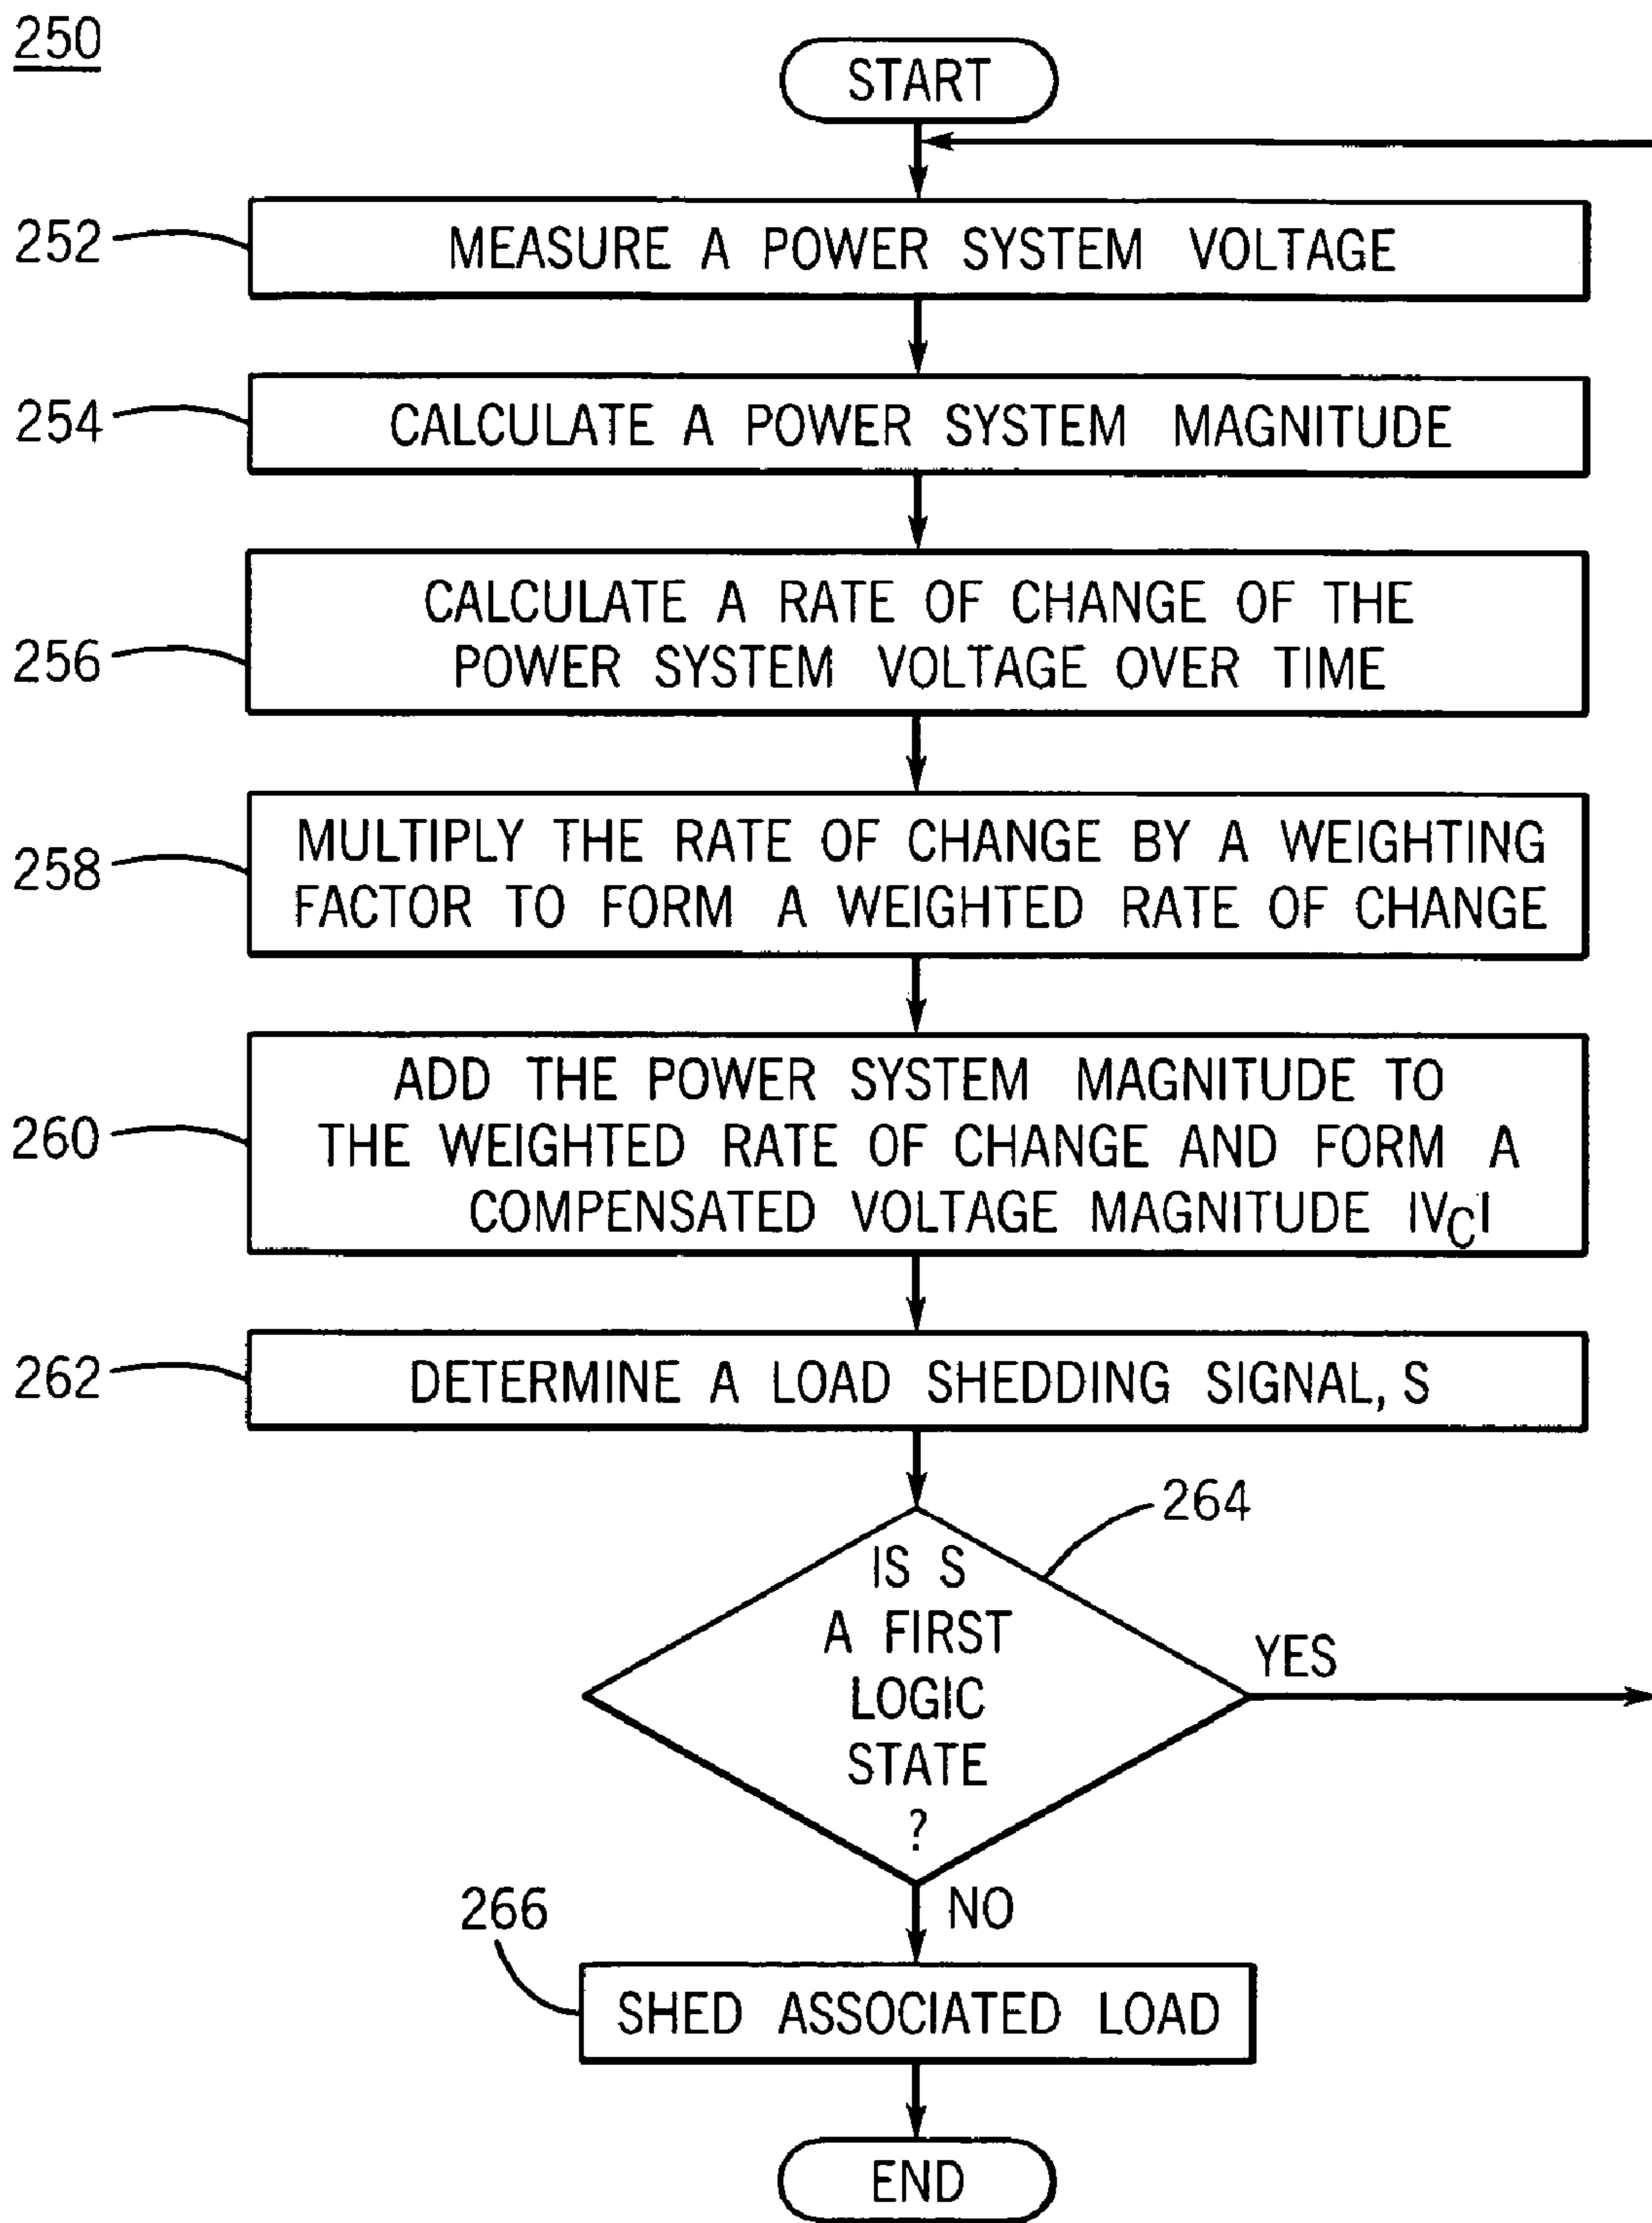 250
START
252
MEASURE A POWER SYSTEM VOLTAGE
254
CALCULATE A POWER SYSTEM MAGNITUDE
256
CALCULATE A RATE OF CHANGE OF THE
POWER SYSTEM VOLTAGE OVER TIME
258
MULTIPLY THE RATE OF CHANGE BY A WEIGHTING
FACTOR TO FORM A WEIGHTED RATE OF CHANGE
260
ADD THE POWER SYSTEM MAGNITUDE TO
THE WEIGHTED RATE OF CHANGE AND FORM A
COMPENSATED VOLTAGE MAGNITUDE |VC|
262
DETERMINE A LOAD SHEDDING SIGNAL, S
264
IS S
A FIRST
LOGIC
STATE
?
YES
NO
266
SHED ASSOCIATED LOAD
END